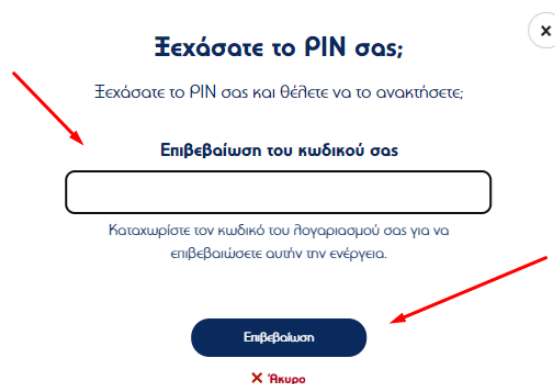 Ξεχάσατε το PIN σας;
Ξεχάσατε το PIN σας και θέλετε να το ανακτήσετε;
Επιβεβαίωση του κωδικού σας
Καταχωρίστε τον κωδικό του λογαριασμού σας για να
επιβεβαιώσετε αυτήν την ενέργεια.
Επιβεβαίωση
Άκυρο